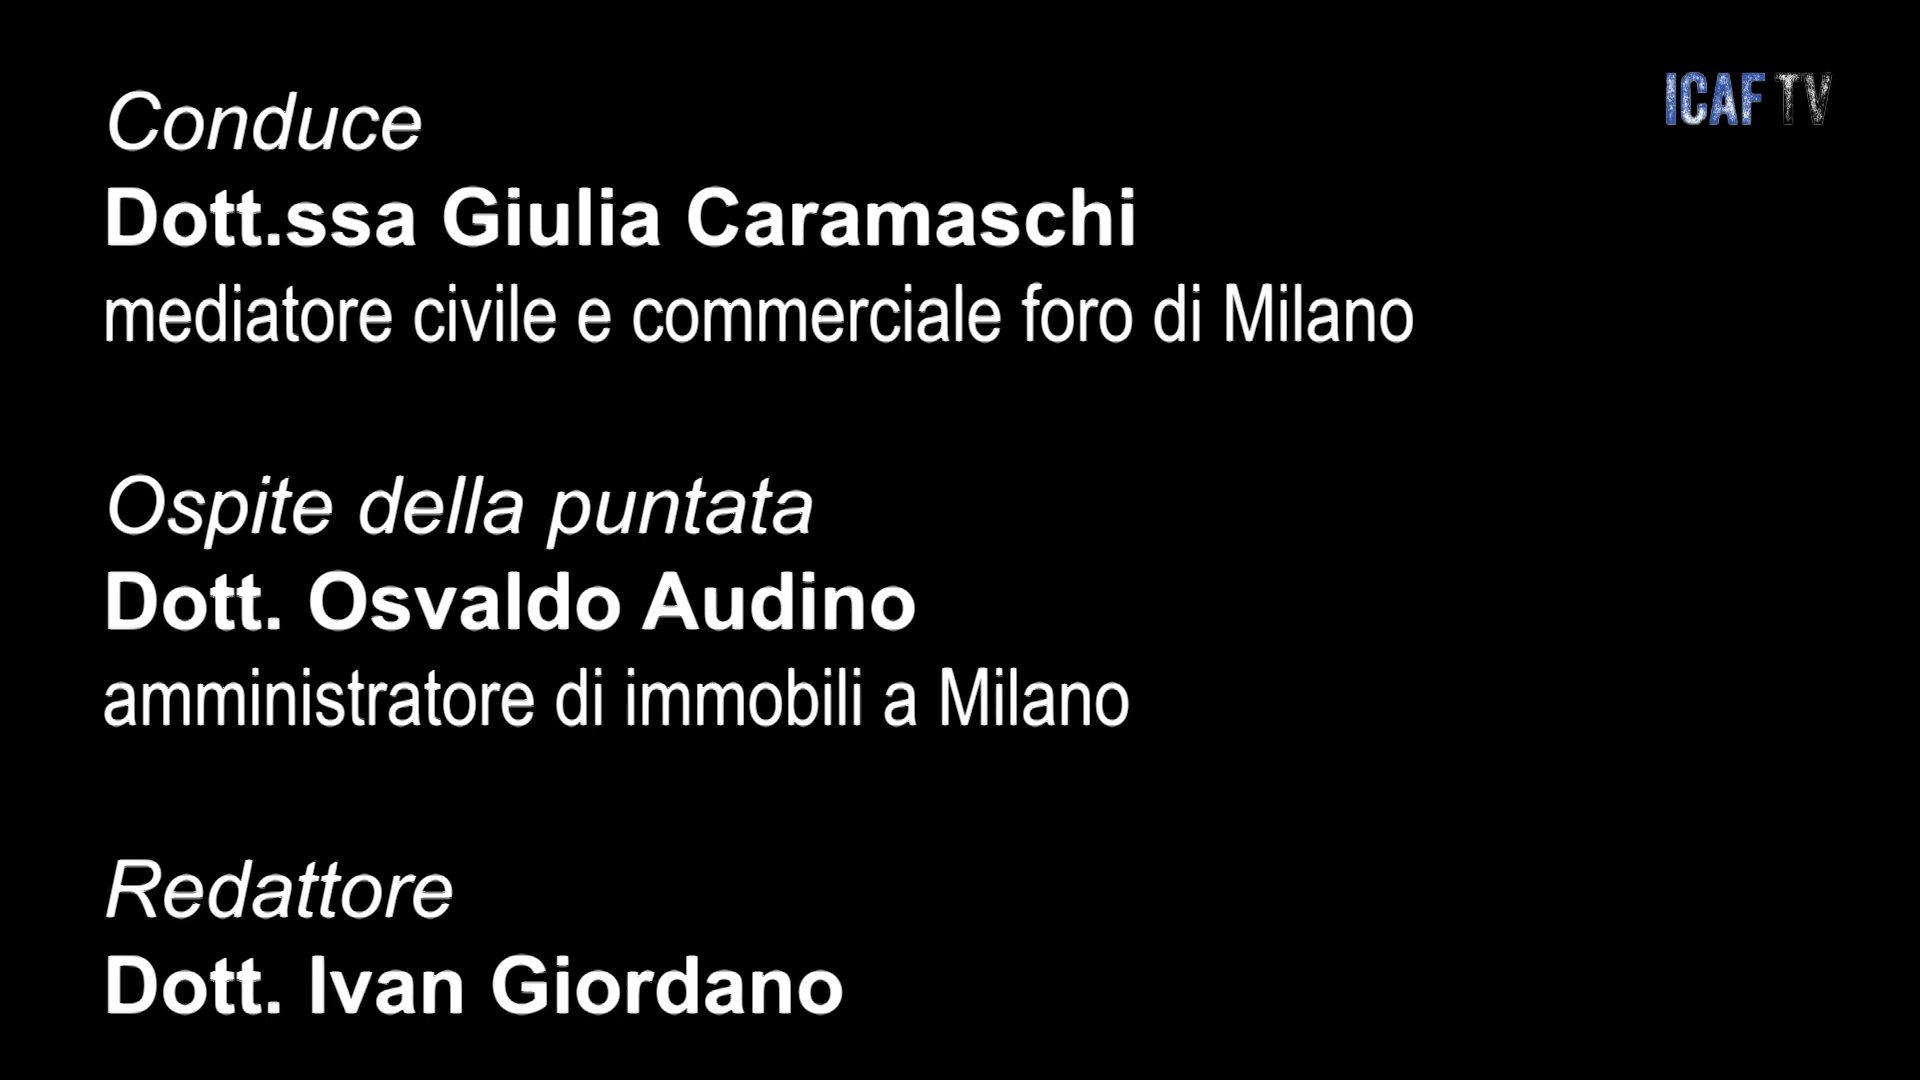 Conduce
ICAF TV
Dott.ssa Giulia Caramaschi
mediatore civile e commerciale foro di Milano
Ospite della puntata
Dott. Osvaldo Audino
amministratore di immobili a Milano
Redattore
Dott. Ivan Giordano